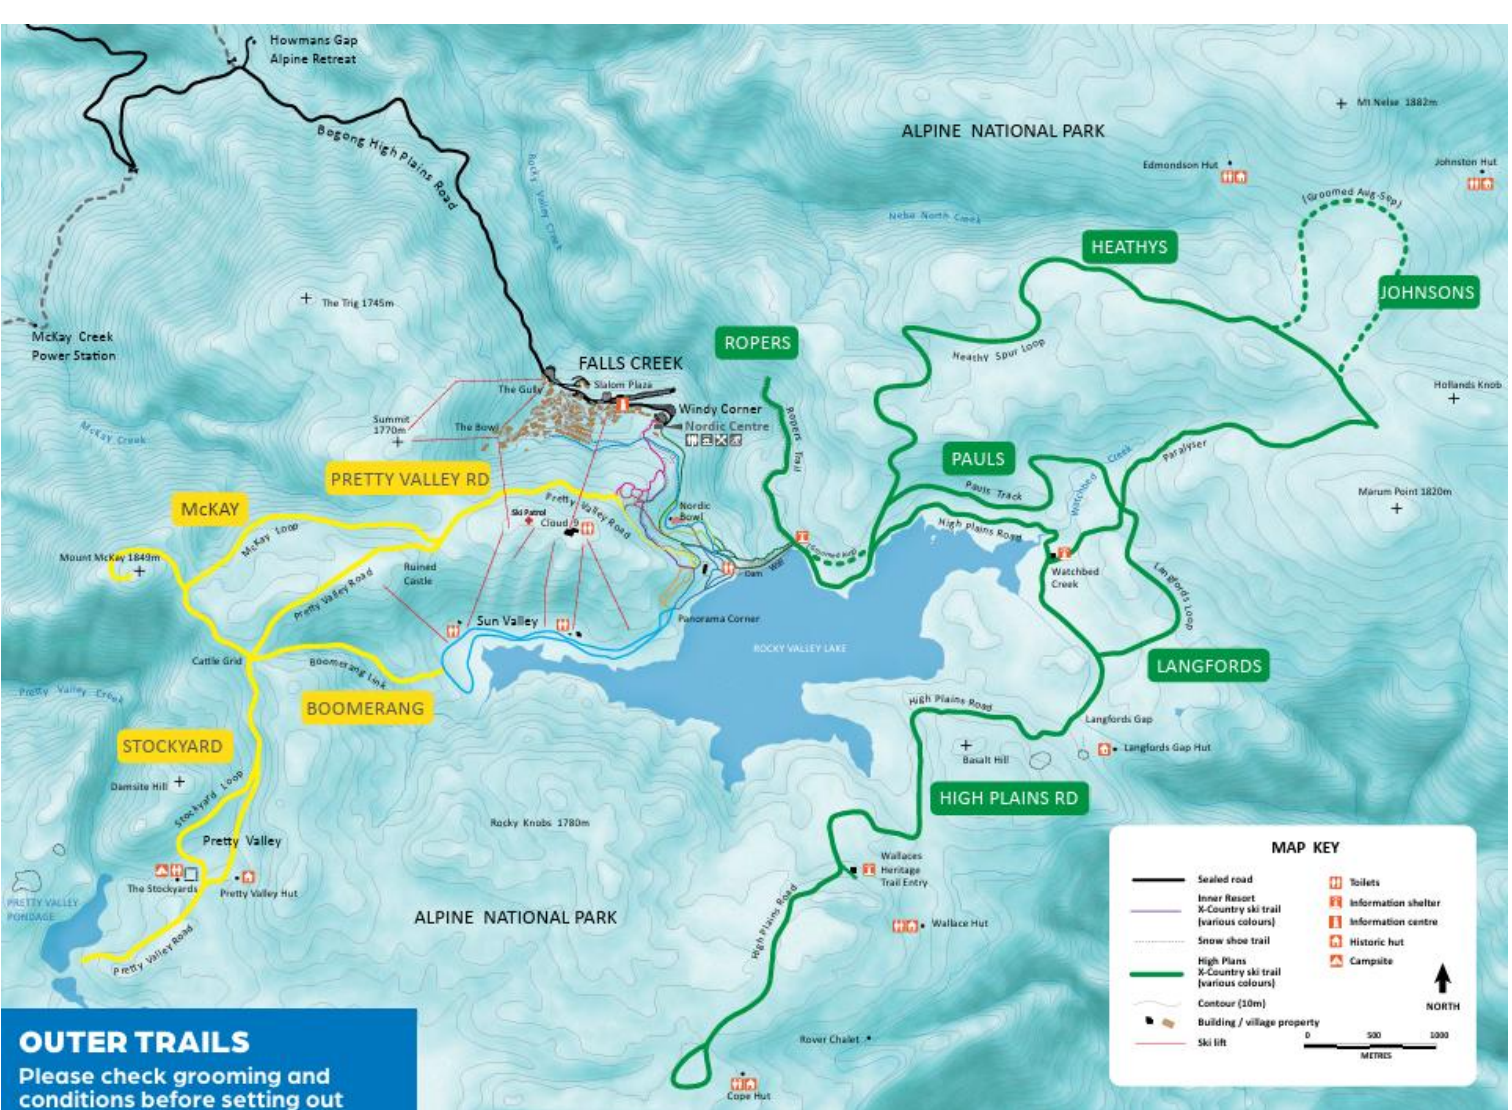 Howmans Gap
Alpine Retreat
Bogong High Plains Road
Rocky Valley Creek
ALPINE NATIONAL PARK
Mt Nelse 1882m
Edmondson Hut
Johnston Hut
(Groomed Aug-Sep)
Nelse North Creek
HEATHYS
JOHNSONS
The Trig 1745m
McKay Creek
Power Station
ROPERS
Heathy Spur Loop
FALLS CREEK
The Gully
Slalom Plaza
Hollands Knob
Summit
1770m
The Bowl
Windy Corner
Nordic Centre
Ropers Trail
McKay Creek
PRETTY VALLEY RD
PAULS
Pauls Track
Watchbed Creek
Paralyser
Marum Point 1820m
McKAY
McKay Loop
Pretty Valley Road
Ski Patrol
Cloud 9
Nordic
Bowl
High Plains Road
Mount McKay 1849m
Ruined
Castle
Pretty Valley Road
Dam Wall
Watchbed
Creek
Langfords Loop
Sun Valley
Panorama Corner
ROCKY VALLEY LAKE
Cattle Grid
Boomerang Link
LANGFORDS
Pretty Valley Creek
BOOMERANG
High Plains Road
Langfords Gap
STOCKYARD
Langfords Gap Hut
Basalt Hill
Damsite Hill
Stockyard Loop
HIGH PLAINS RD
Rocky Knobs 1780m
Pretty Valley
The Stockyards
Pretty Valley Hut
Wallaces
Heritage
Trail Entry
PRETTY VALLEY
PONDAGE
ALPINE NATIONAL PARK
Wallace Hut
High Plains Road
Pretty Valley Road
Rover Chalet
Cope Hut
MAP KEY
Sealed road
Inner Resort
X-Country ski trail
(various colours)
Snow shoe trail
High Plans
X-Country ski trail
(various colours)
Contour (10m)
Building / village property
Ski lift
Toilets
Information shelter
Information centre
Historic hut
Campsite
NORTH
0 500 1000
METRES
OUTER TRAILS
Please check grooming and
conditions before setting out